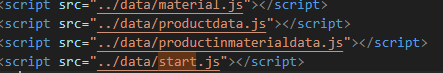 <script src="../data/material.js"></script>
<script src="../data/productdata.js"></script>
<script src="../data/productinmaterialdata.js"></script>
<script src="../data/start.js"></script>